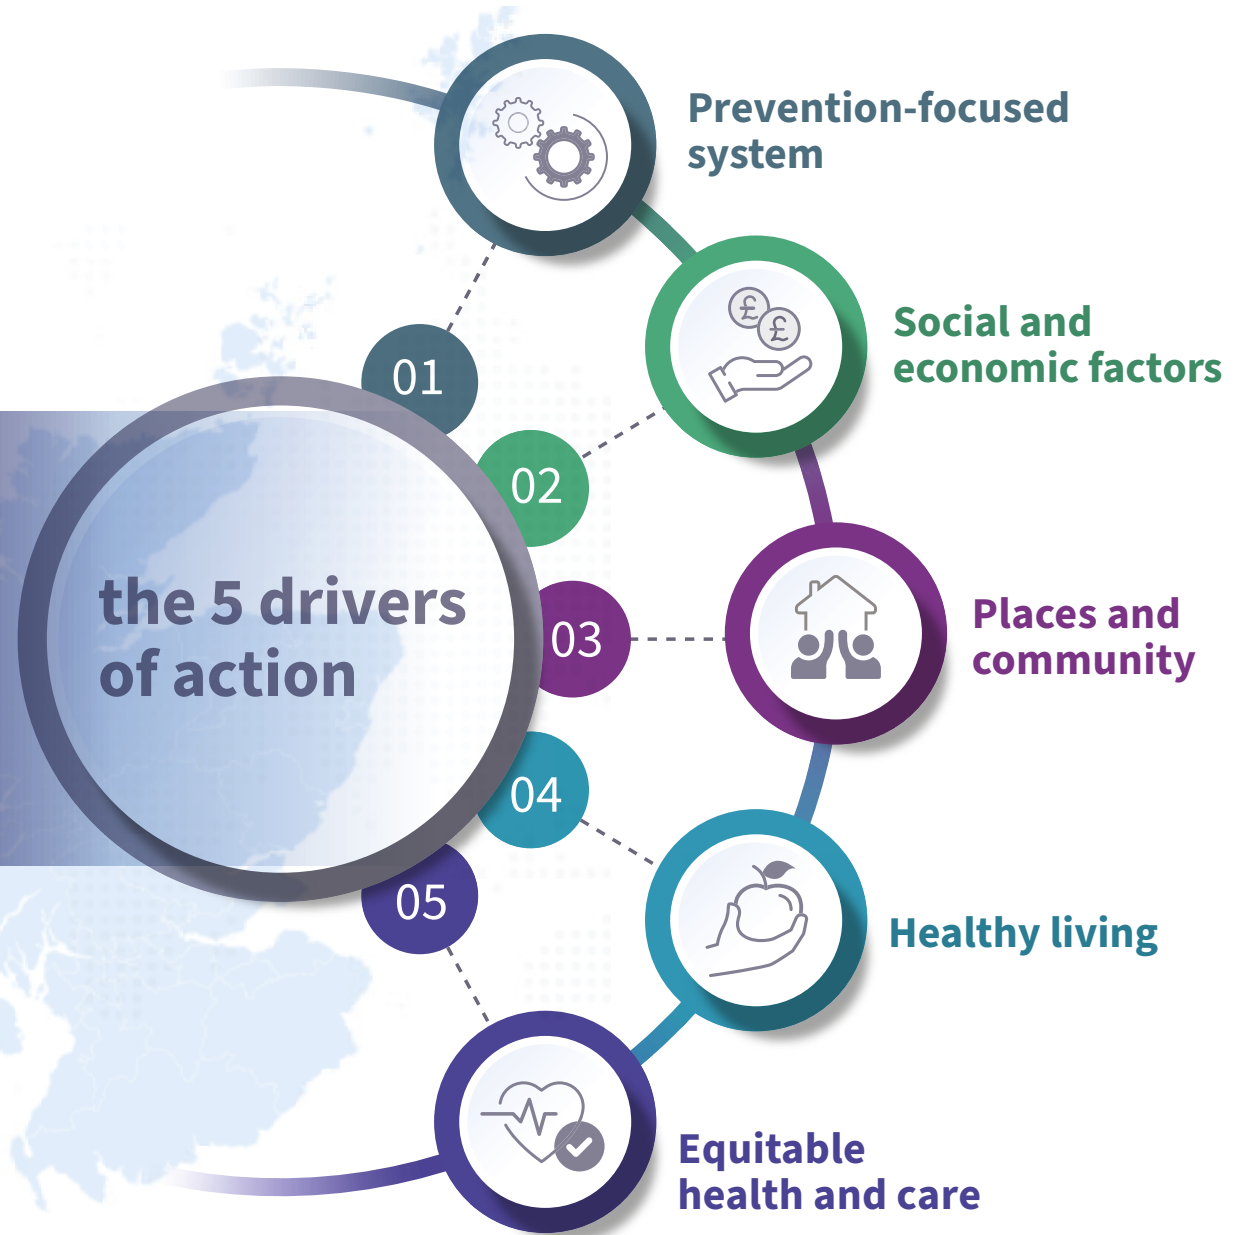 the 5 drivers
of action
01
Prevention-focused
system
02
££
Social and
economic factors
03
Places and
community
04
Healthy living
05
Equitable
health and care